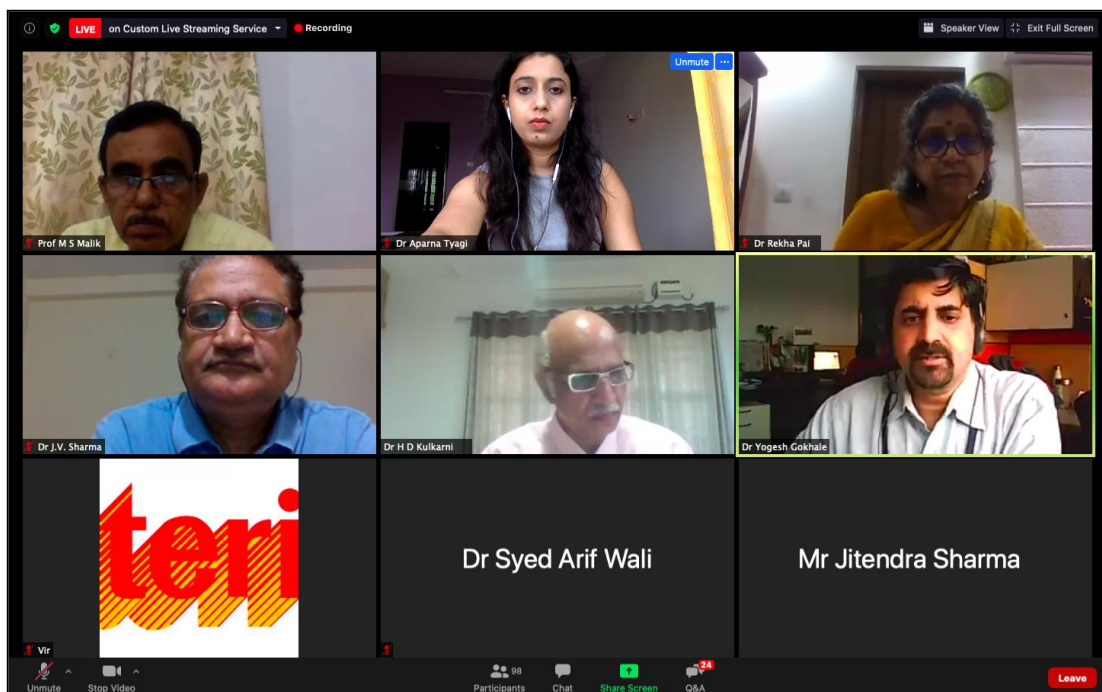 LIVE on Custom Live Streaming Service
Recording
Speaker View
Exit Full Screen
Unmute
Prof M S Malik
Dr Aparna Tyagi
Dr Rekha Pai
Dr J.V. Sharma
Dr H D Kulkarni
Dr Yogesh Gokhale
teri
Dr Syed Arif Wali
Mr Jitendra Sharma
Vir
Unmute
Stop Video
98
Participants
Chat
Share Screen
24
Q&A
Leave